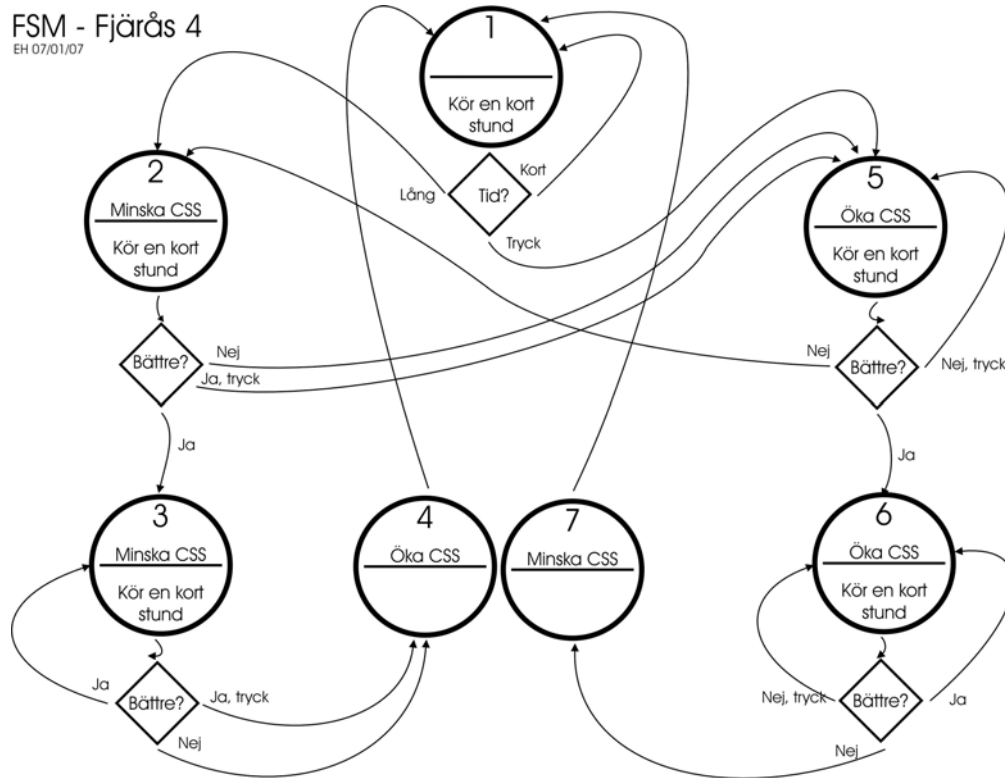 FSM - Fjärås 4
EH 07/01/07
1
Kör en kort
stund
Tid?
Kort
Lång
Tryck
2
Minska CSS
Kör en kort
stund
Bättre?
Nej
Ja, tryck
Ja
5
Öka CSS
Kör en kort
stund
Bättre?
Nej
Nej, tryck
Ja
3
Minska CSS
Kör en kort
stund
Bättre?
Ja
Ja, tryck
Nej
4
Öka CSS
7
Minska CSS
6
Öka CSS
Kör en kort
stund
Bättre?
Nej, tryck
Ja
Nej